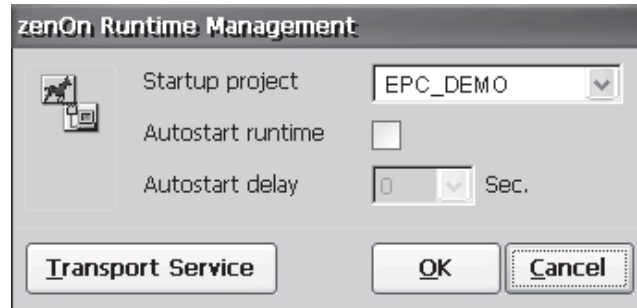 zenOn Runtime Management
Startup project EPC_DEMO
Autostart runtime
Autostart delay 0 Sec.
Transport Service OK Cancel